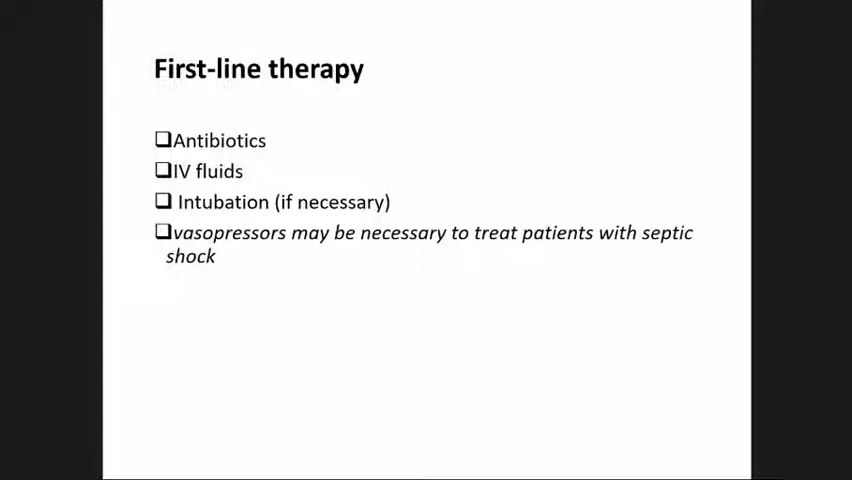 First-line therapy
❑Antibiotics
❑IV fluids
❑ Intubation (if necessary)
❑vasopressors may be necessary to treat patients with septic
shock